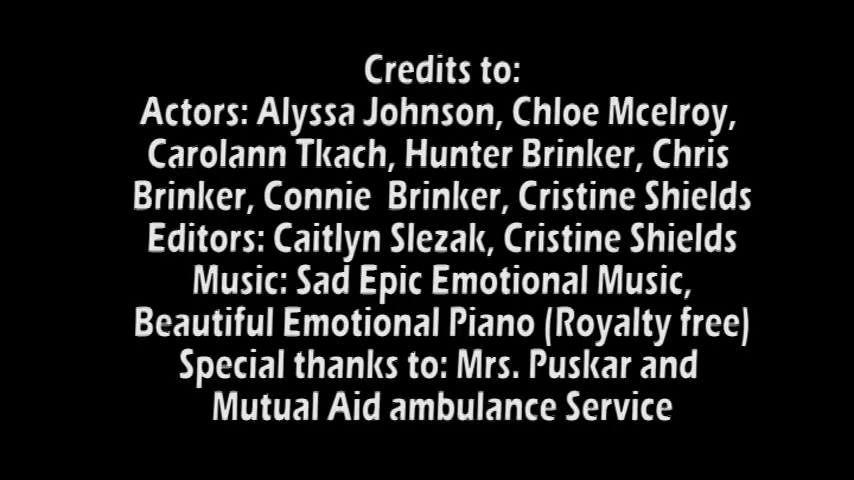 Credits to:
Actors: Alyssa Johnson, Chloe Mcelroy,
Carolann Tkach, Hunter Brinker, Chris
Brinker, Connie Brinker, Cristine Shields
Editors: Caitlyn Slezak, Cristine Shields
Music: Sad Epic Emotional Music,
Beautiful Emotional Piano (Royalty free)
Special thanks to: Mrs. Puskar and
Mutual Aid ambulance Service